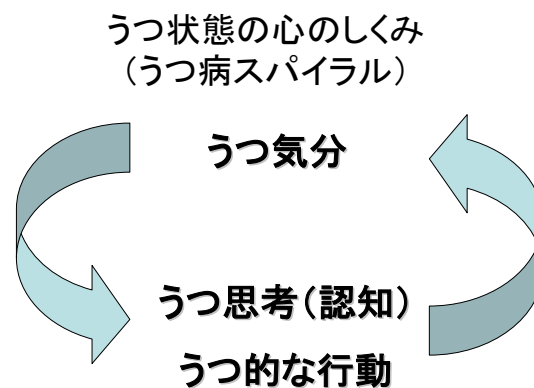 うつ状態の心のしくみ
（うつ病スパイラル）
うつ気分
うつ思考（認知）
うつ的な行動